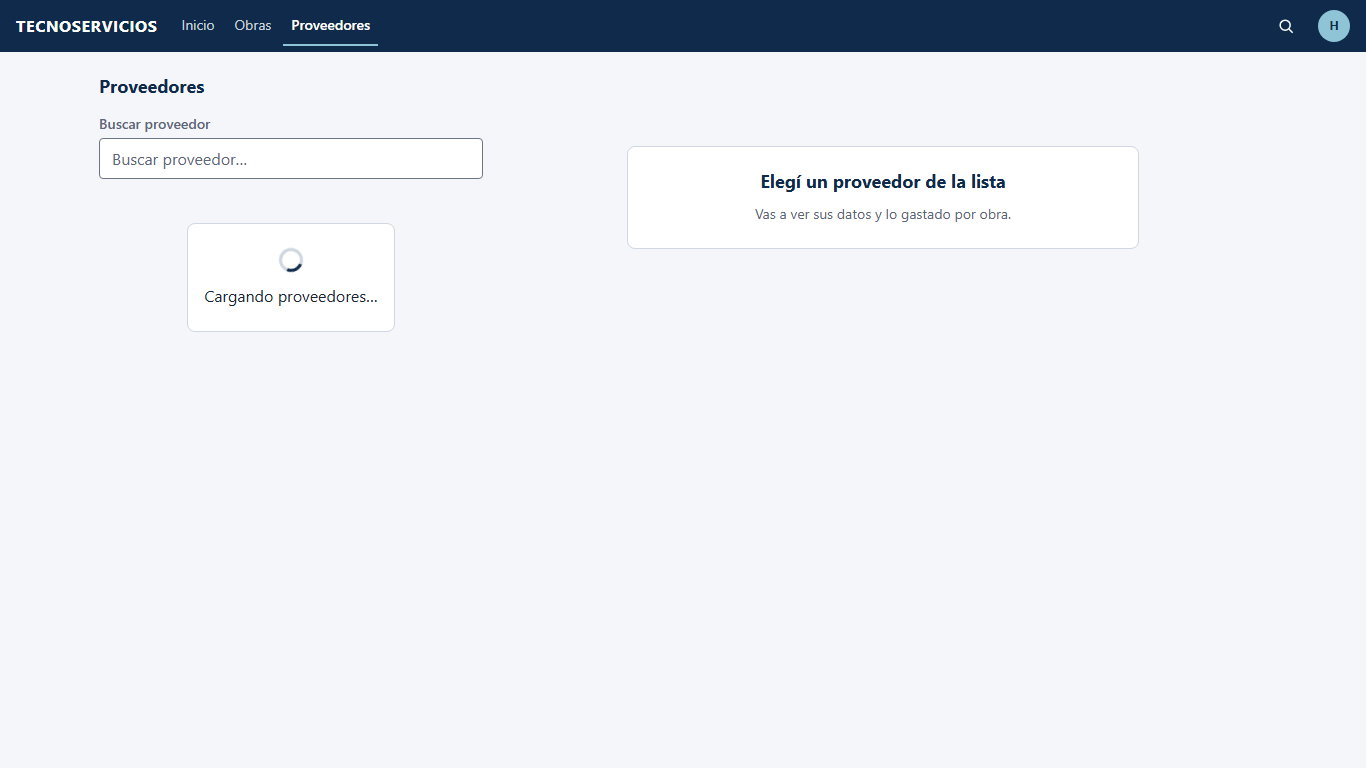 TECNOSERVICIOS Inicio Obras Proveedores H
Proveedores
Buscar proveedor
Buscar proveedor...
Cargando proveedores...
Elegí un proveedor de la lista
Vas a ver sus datos y lo gastado por obra.